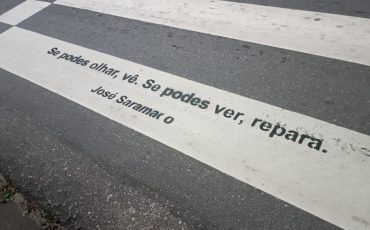 Se podes olhar, vê. Se podes ver, repara.
José Saramago